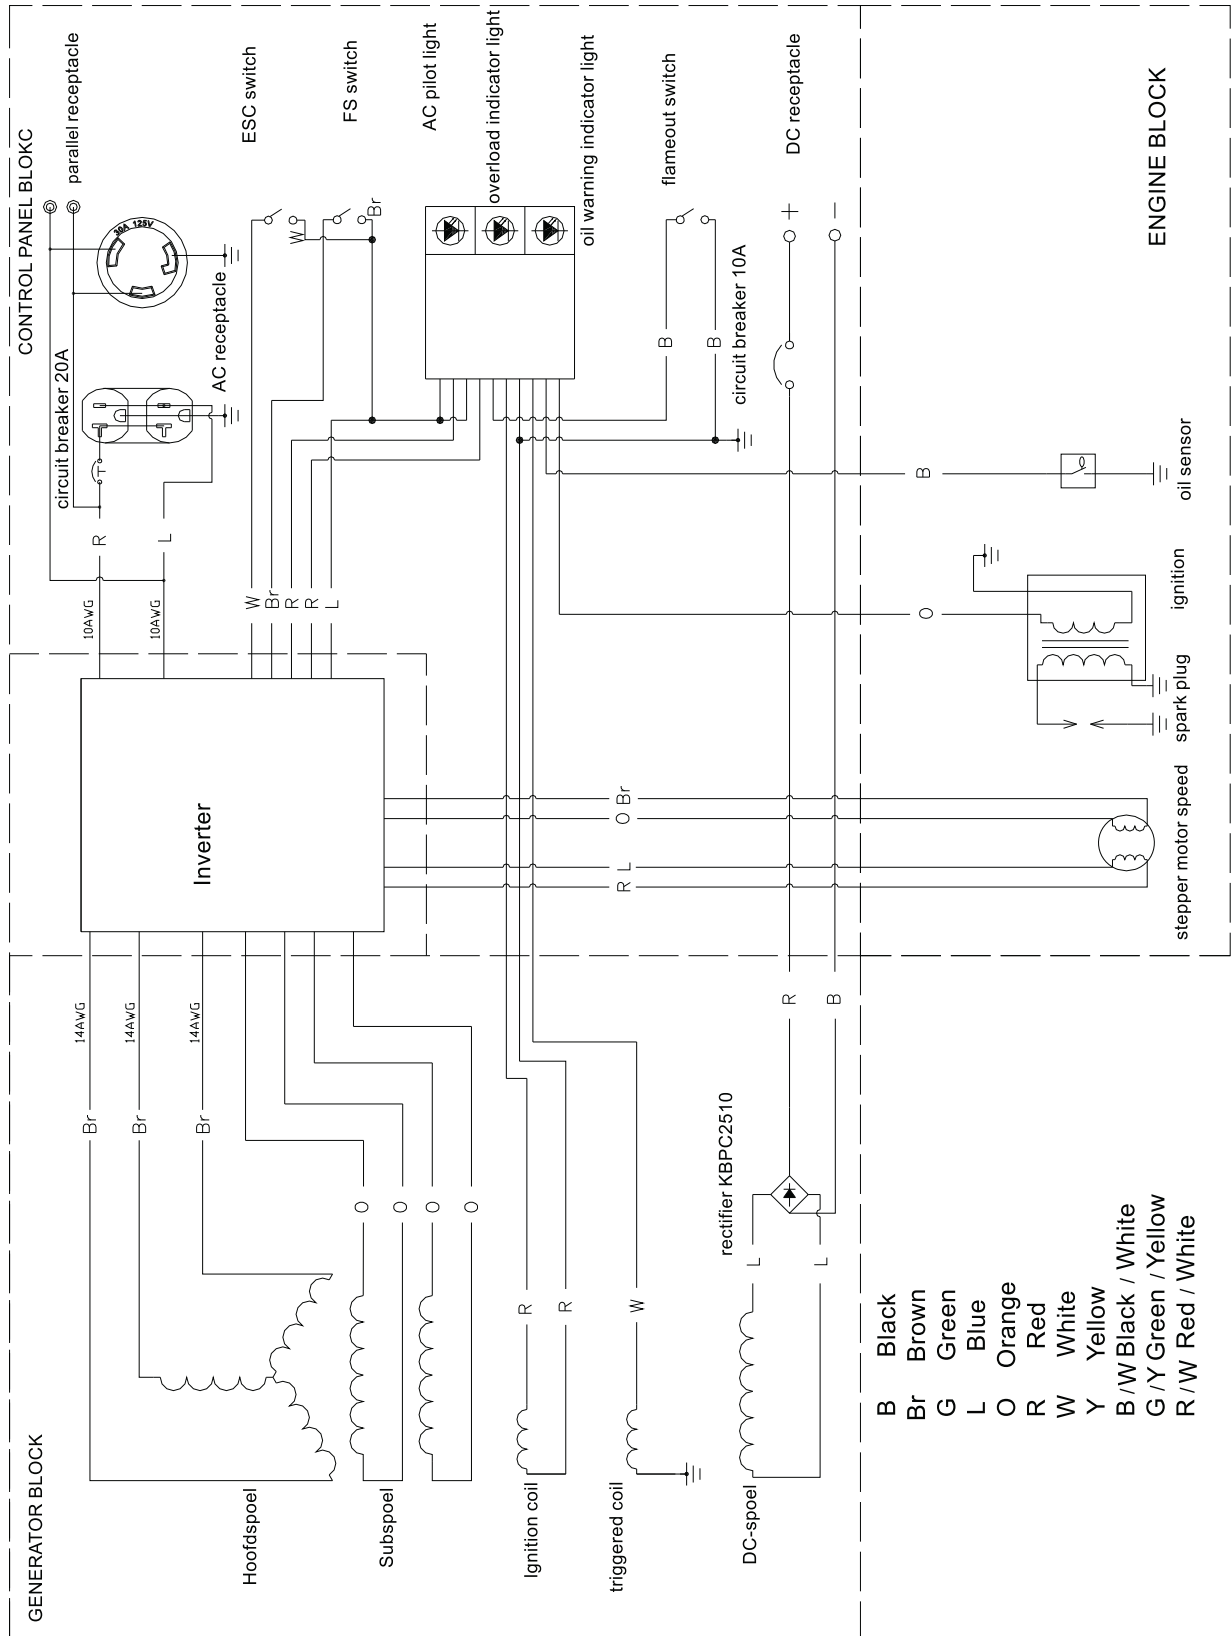 GENERATOR BLOCK
CONTROL PANEL BLOKC
ENGINE BLOCK
parallel receptacle
30A 125V
AC receptacle
circuit breaker 20A
R
L
10AWG
10AWG
ESC switch
FS switch
AC pilot light
overload indicator light
oil warning indicator light
flameout switch
DC receptacle
W
Br
B
B
circuit breaker 10A
+
–
W
Br
R
R
L
Inverter
14AWG
14AWG
14AWG
Br
Br
Br
O
O
O
O
Hoofdspoel
Subspoel
Ignition coil
triggered coil
DC-spoel
R
R
W
L
L
rectifier KBPC2510
R
B
Br
O
L
R
B
O
oil sensor
ignition
spark plug
stepper motor speed
B Black
Br Brown
G Green
L Blue
O Orange
R Red
W White
Y Yellow
B/W Black / White
G/Y Green / Yellow
R/W Red / White